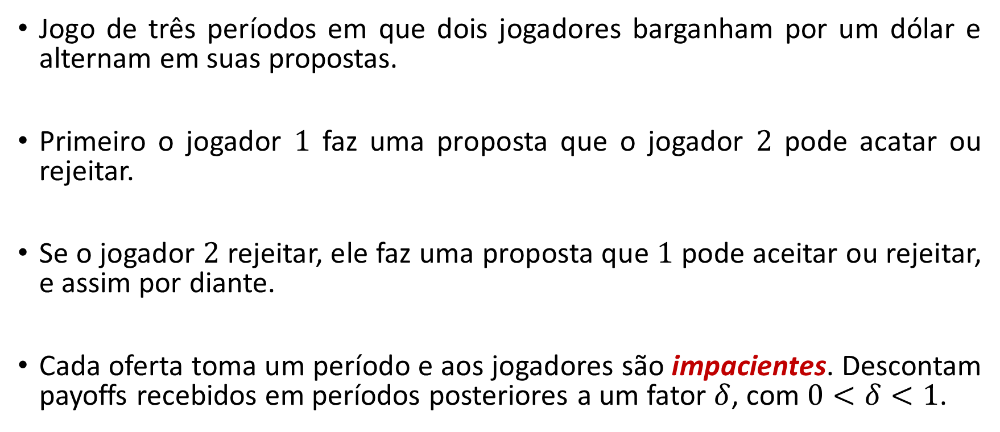 • Jogo de três períodos em que dois jogadores barganham por um dólar e
alternam em suas propostas.
• Primeiro o jogador 1 faz uma proposta que o jogador 2 pode acatar ou
rejeitar.
• Se o jogador 2 rejeitar, ele faz uma proposta que 1 pode aceitar ou rejeitar,
e assim por diante.
• Cada oferta toma um período e aos jogadores são impacientes. Descontam
payoffs recebidos em períodos posteriores a um fator δ, com 0 < δ < 1.